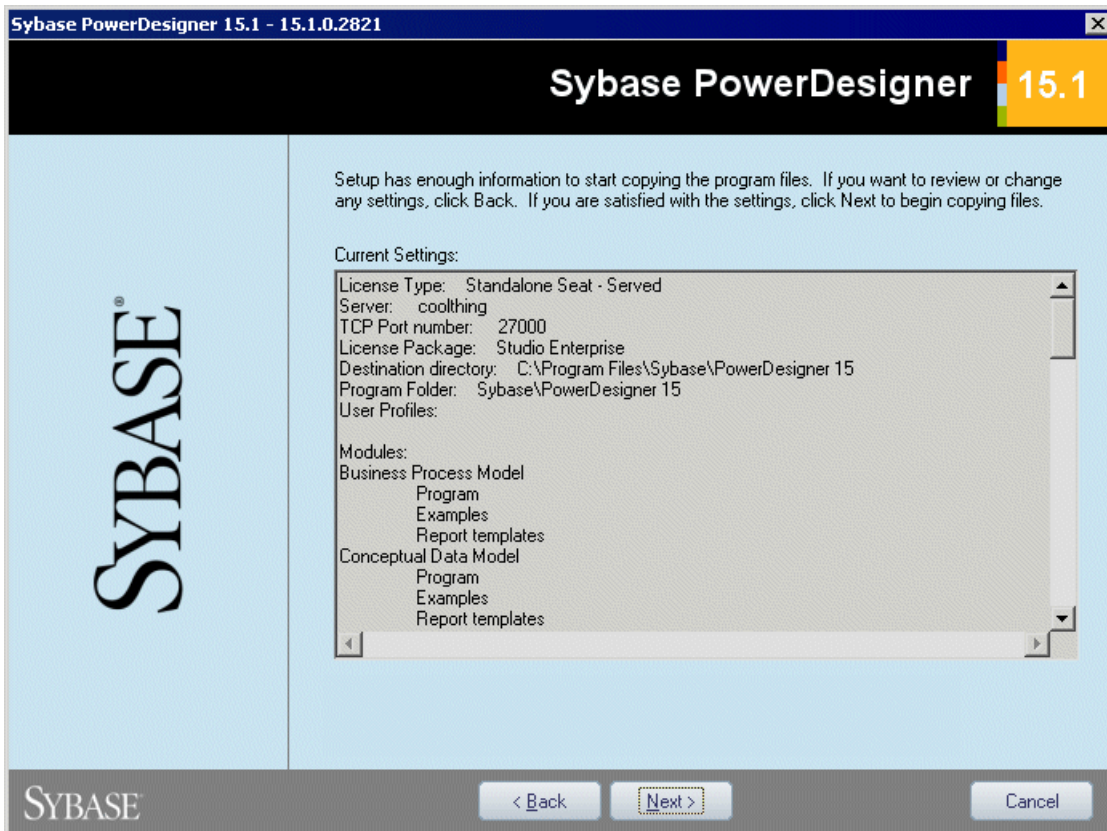 Sybase PowerDesigner 15.1 - 15.1.0.2821
Sybase PowerDesigner 15.1
Setup has enough information to start copying the program files. If you want to review or change
any settings, click Back. If you are satisfied with the settings, click Next to begin copying files.
Current Settings:
License Type: Standalone Seat - Served
Server: coolthing
TCP Port number: 27000
License Package: Studio Enterprise
Destination directory: C:\Program Files\Sybase\PowerDesigner 15
Program Folder: Sybase\PowerDesigner 15
User Profiles:
Modules:
Business Process Model
Program
Examples
Report templates
Conceptual Data Model
Program
Examples
Report templates
SYBASE®
SYBASE
< Back
Next >
Cancel